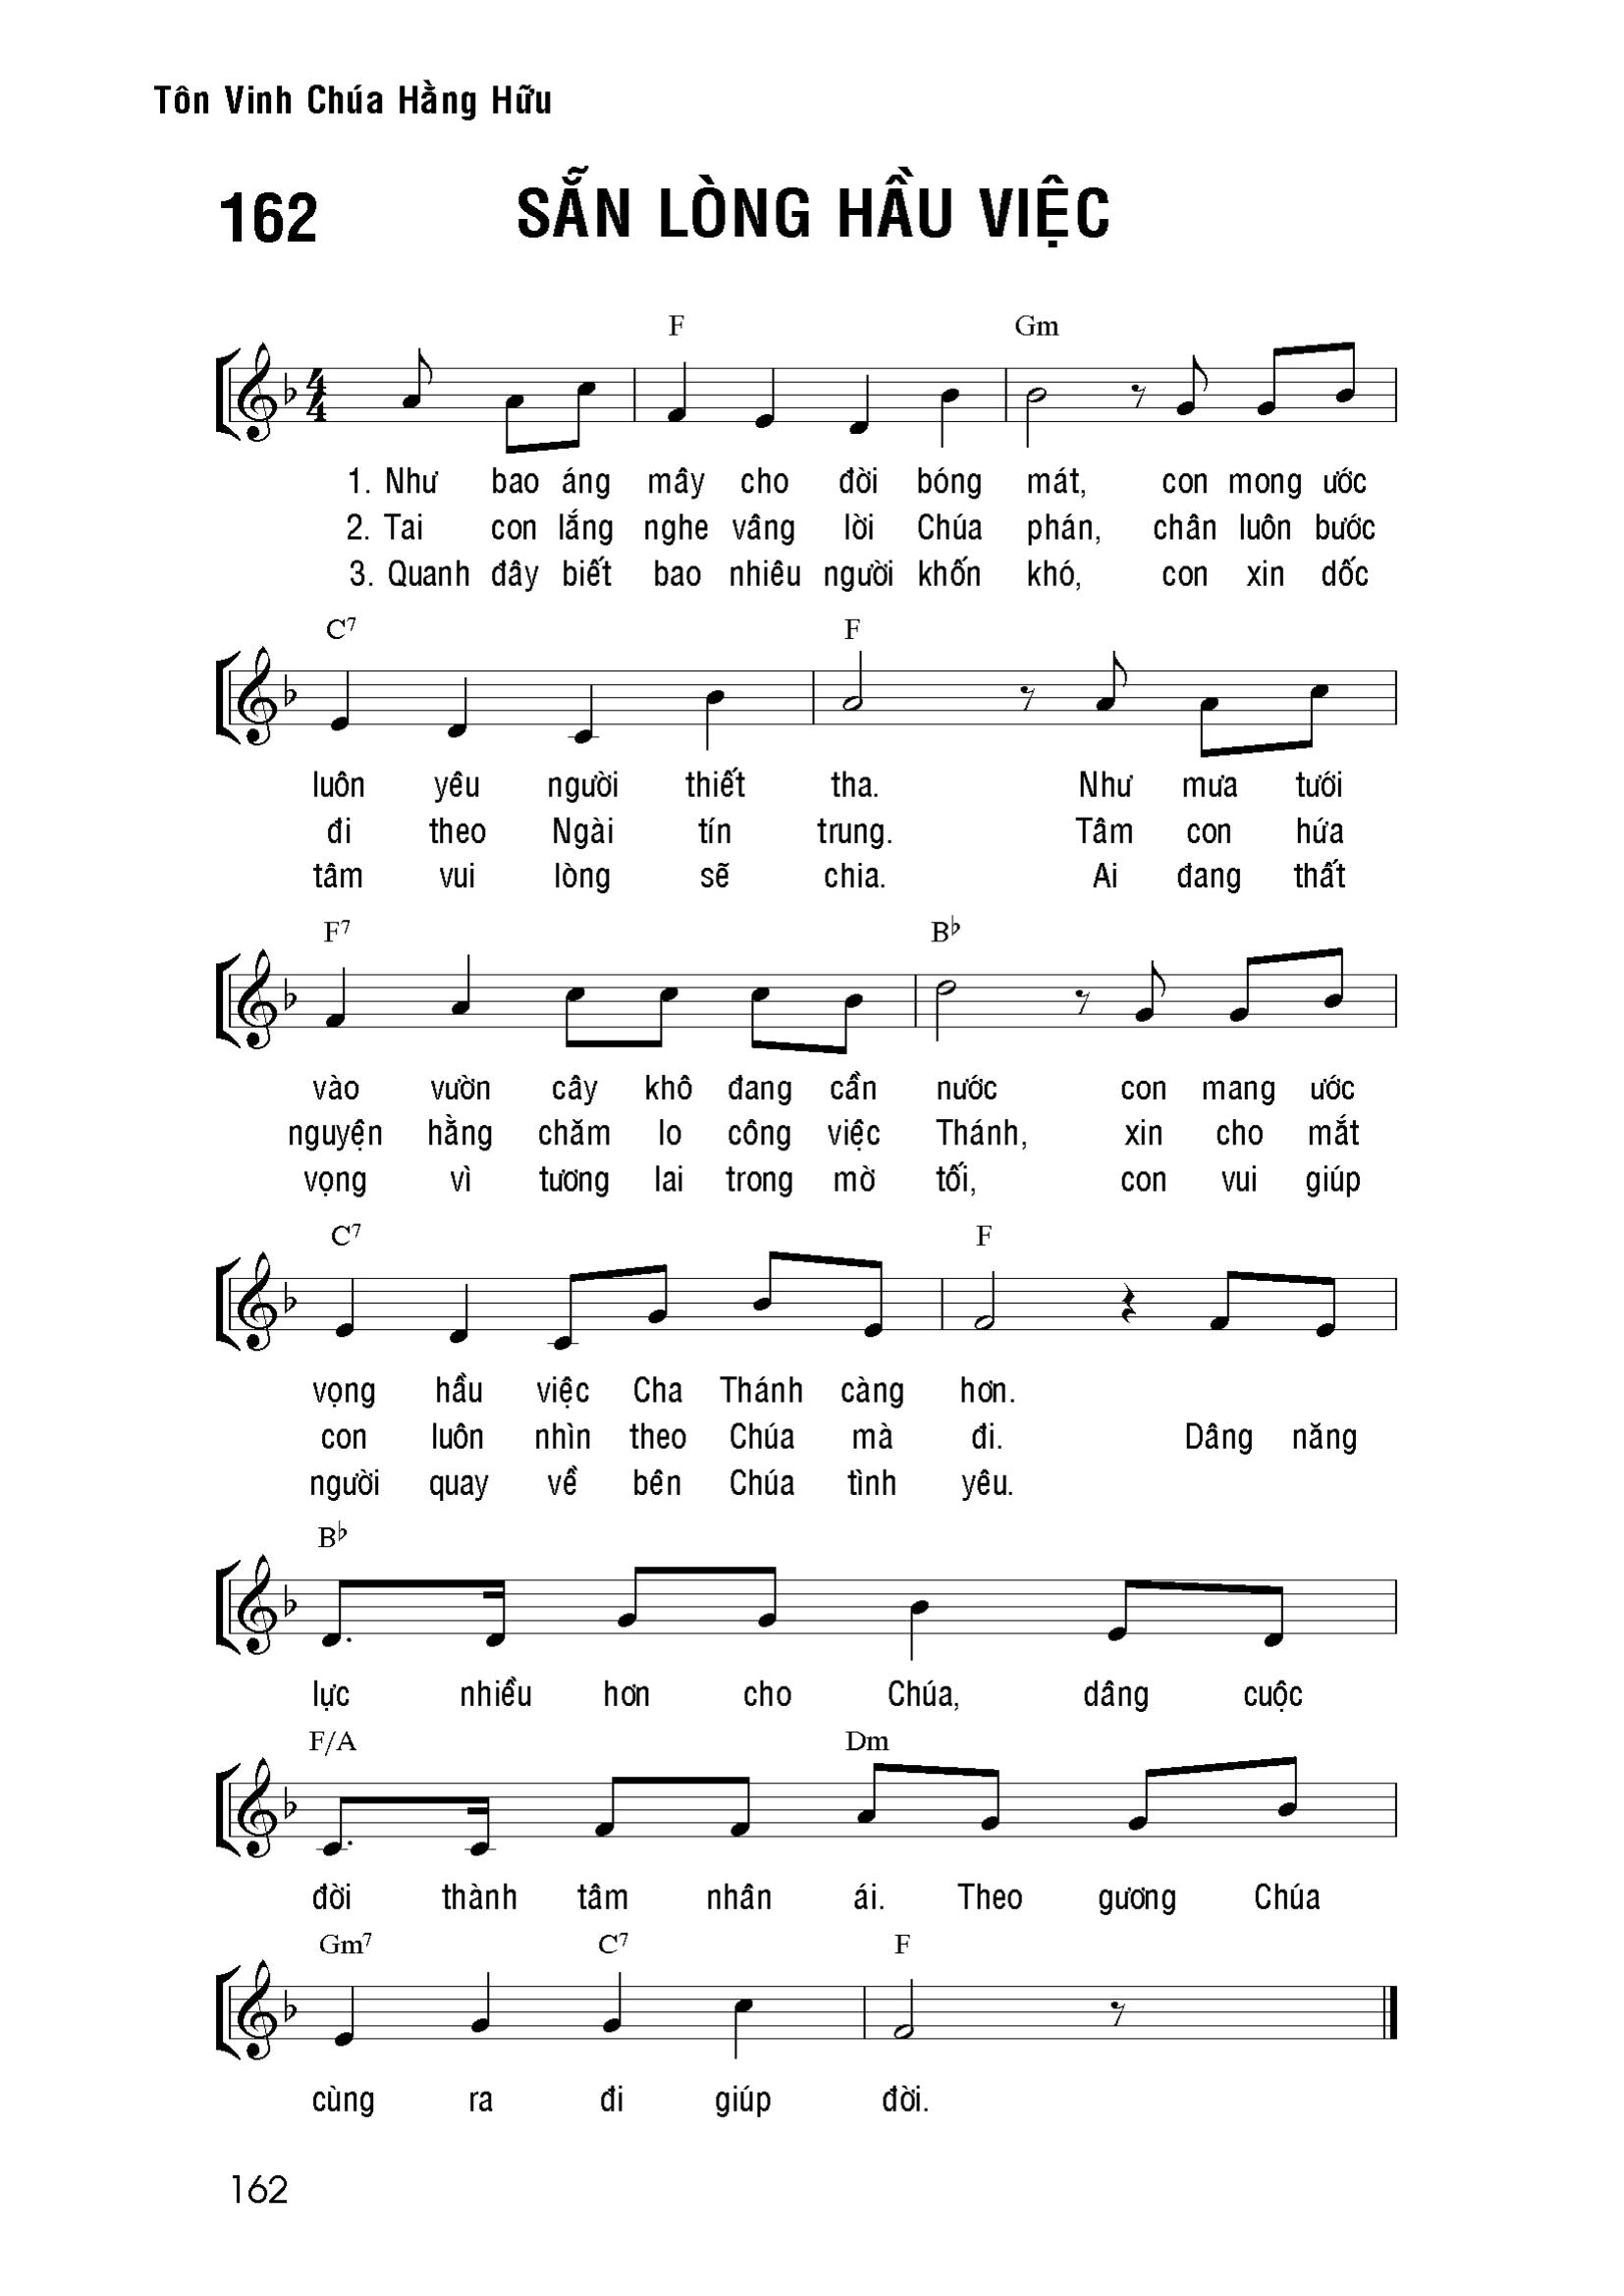 Tôn Vinh Chúa Hằng Hữu
162 SẴN LÒNG HẦU VIỆC
F Gm
1. Như bao áng mây cho đời bóng mát, con mong ước
2. Tai con lắng nghe vâng lời Chúa phán, chân luôn bước
3. Quanh đây biết bao nhiêu người khốn khó, con xin dốc
C7 F
luôn yêu người thiết tha. Như mưa tưới
đi theo Ngài tín trung. Tâm con hứa
tâm vui lòng sẽ chia. Ai đang thất
F7 B♭
vào vườn cây khô đang cần nước con mang ước
nguyện hằng chăm lo công việc Thánh, xin cho mắt
vọng vì tương lai trong mờ tối, con vui giúp
C7 F
vọng hầu việc Cha Thánh càng hơn.
con luôn nhìn theo Chúa mà đi. Dâng năng
người quay về bên Chúa tình yêu.
B♭
lực nhiều hơn cho Chúa, dâng cuộc
F/A Dm
đời thành tâm nhân ái. Theo gương Chúa
Gm7 C7 F
cùng ra đi giúp đời.
162